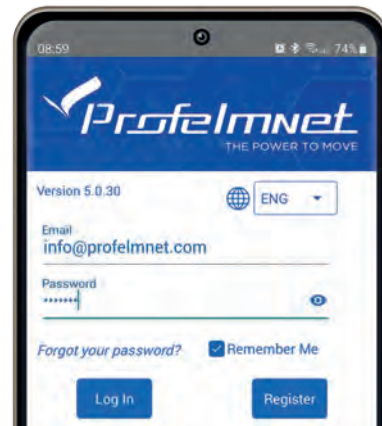 08:59 74%
Profelmnet
THE POWER TO MOVE
Version 5.0.30
ENG
Email
info@profelmnet.com
Password
•••••••
Forgot your password? Remember Me
Log In Register